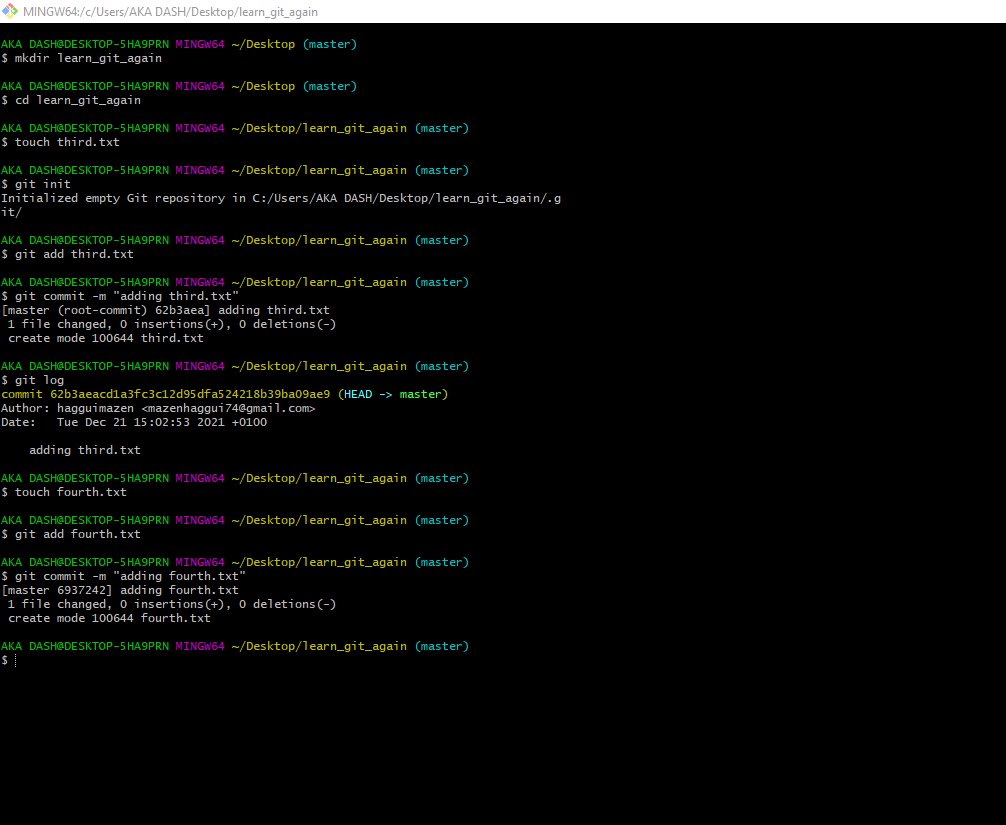 MINGW64:/c/Users/AKA DASH/Desktop/learn_git_again
AKA DASH@DESKTOP-5HA9PRN MINGW64 ~/Desktop (master)
$ mkdir learn_git_again
AKA DASH@DESKTOP-5HA9PRN MINGW64 ~/Desktop (master)
$ cd learn_git_again
AKA DASH@DESKTOP-5HA9PRN MINGW64 ~/Desktop/learn_git_again (master)
$ touch third.txt
AKA DASH@DESKTOP-5HA9PRN MINGW64 ~/Desktop/learn_git_again (master)
$ git init
Initialized empty Git repository in C:/Users/AKA DASH/Desktop/learn_git_again/.g
it/
AKA DASH@DESKTOP-5HA9PRN MINGW64 ~/Desktop/learn_git_again (master)
$ git add third.txt
AKA DASH@DESKTOP-5HA9PRN MINGW64 ~/Desktop/learn_git_again (master)
$ git commit -m "adding third.txt"
[master (root-commit) 62b3aea] adding third.txt
 1 file changed, 0 insertions(+), 0 deletions(-)
 create mode 100644 third.txt
AKA DASH@DESKTOP-5HA9PRN MINGW64 ~/Desktop/learn_git_again (master)
$ git log
commit 62b3aeacd1a3fc3c12d95dfa524218b39ba09ae9 (HEAD -> master)
Author: hagguimazen <mazenhaggui74@gmail.com>
Date:   Tue Dec 21 15:02:53 2021 +0100
    adding third.txt
AKA DASH@DESKTOP-5HA9PRN MINGW64 ~/Desktop/learn_git_again (master)
$ touch fourth.txt
AKA DASH@DESKTOP-5HA9PRN MINGW64 ~/Desktop/learn_git_again (master)
$ git add fourth.txt
AKA DASH@DESKTOP-5HA9PRN MINGW64 ~/Desktop/learn_git_again (master)
$ git commit -m "adding fourth.txt"
[master 6937242] adding fourth.txt
 1 file changed, 0 insertions(+), 0 deletions(-)
 create mode 100644 fourth.txt
AKA DASH@DESKTOP-5HA9PRN MINGW64 ~/Desktop/learn_git_again (master)
$